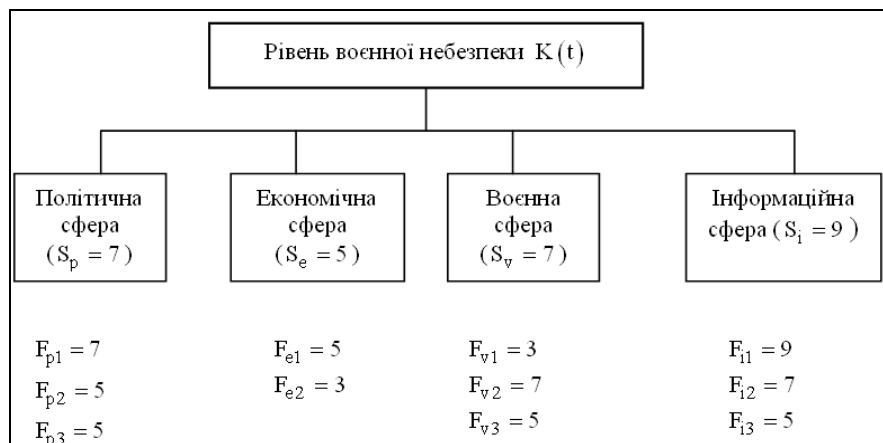 Рівень воєнної небезпеки K(t)
Політична
сфера
(S_p = 7)
Економічна
сфера
(S_e = 5)
Воєнна
сфера
(S_v = 7)
Інформаційна
сфера (S_i = 9)
F_p1 = 7
F_p2 = 5
F_p3 = 5
F_e1 = 5
F_e2 = 3
F_v1 = 3
F_v2 = 7
F_v3 = 5
F_i1 = 9
F_i2 = 7
F_i3 = 5